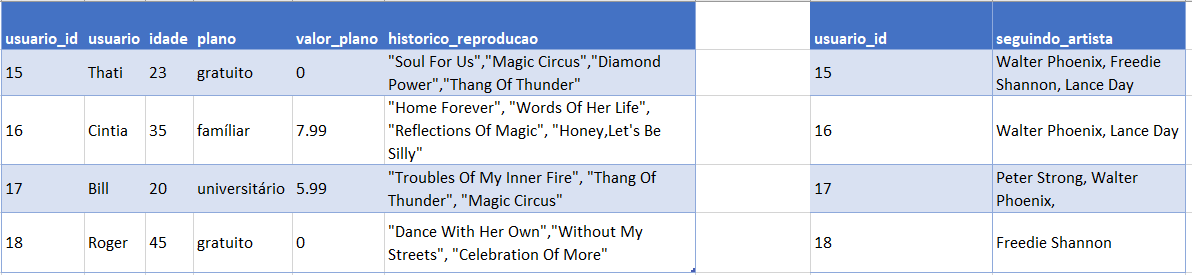 usuario_id usuario idade plano valor_plano historico_reproducao usuario_id seguindo_artista
15 Thati 23 gratuito 0 "Soul For Us","Magic Circus","Diamond
Power","Thang Of Thunder" 15 Walter Phoenix, Freedie
Shannon, Lance Day
16 Cintia 35 famíliar 7.99 "Home Forever", "Words Of Her Life",
"Reflections Of Magic", "Honey,Let's Be
Silly" 16 Walter Phoenix, Lance Day
17 Bill 20 universitário 5.99 "Troubles Of My Inner Fire", "Thang Of
Thunder", "Magic Circus" 17 Peter Strong, Walter
Phoenix,
18 Roger 45 gratuito 0 "Dance With Her Own","Without My
Streets", "Celebration Of More" 18 Freedie Shannon